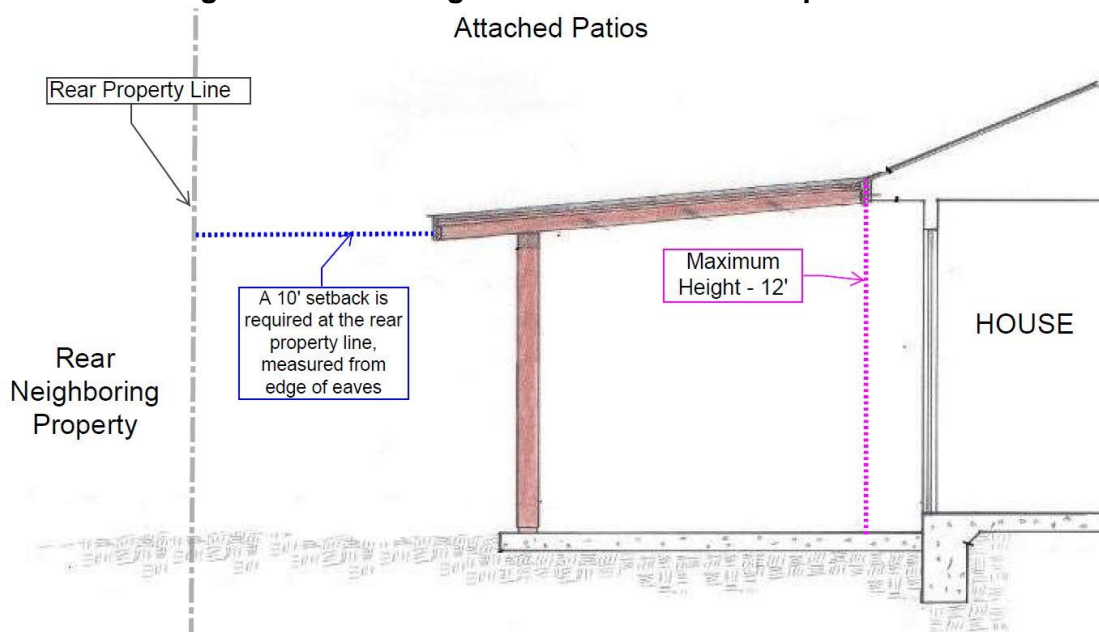 Attached Patios
Rear Property Line
A 10' setback is
required at the rear
property line,
measured from
edge of eaves
Maximum
Height - 12'
HOUSE
Rear
Neighboring
Property